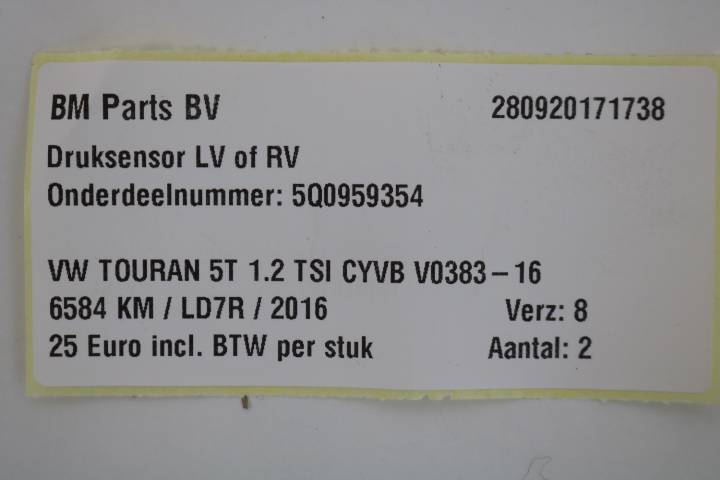 BM Parts BV 280920171738
Druksensor LV of RV
Onderdeelnummer: 5Q0959354
VW TOURAN 5T 1.2 TSI CYVB V0383-16
6584 KM / LD7R / 2016 Verz: 8
25 Euro incl. BTW per stuk Aantal: 2